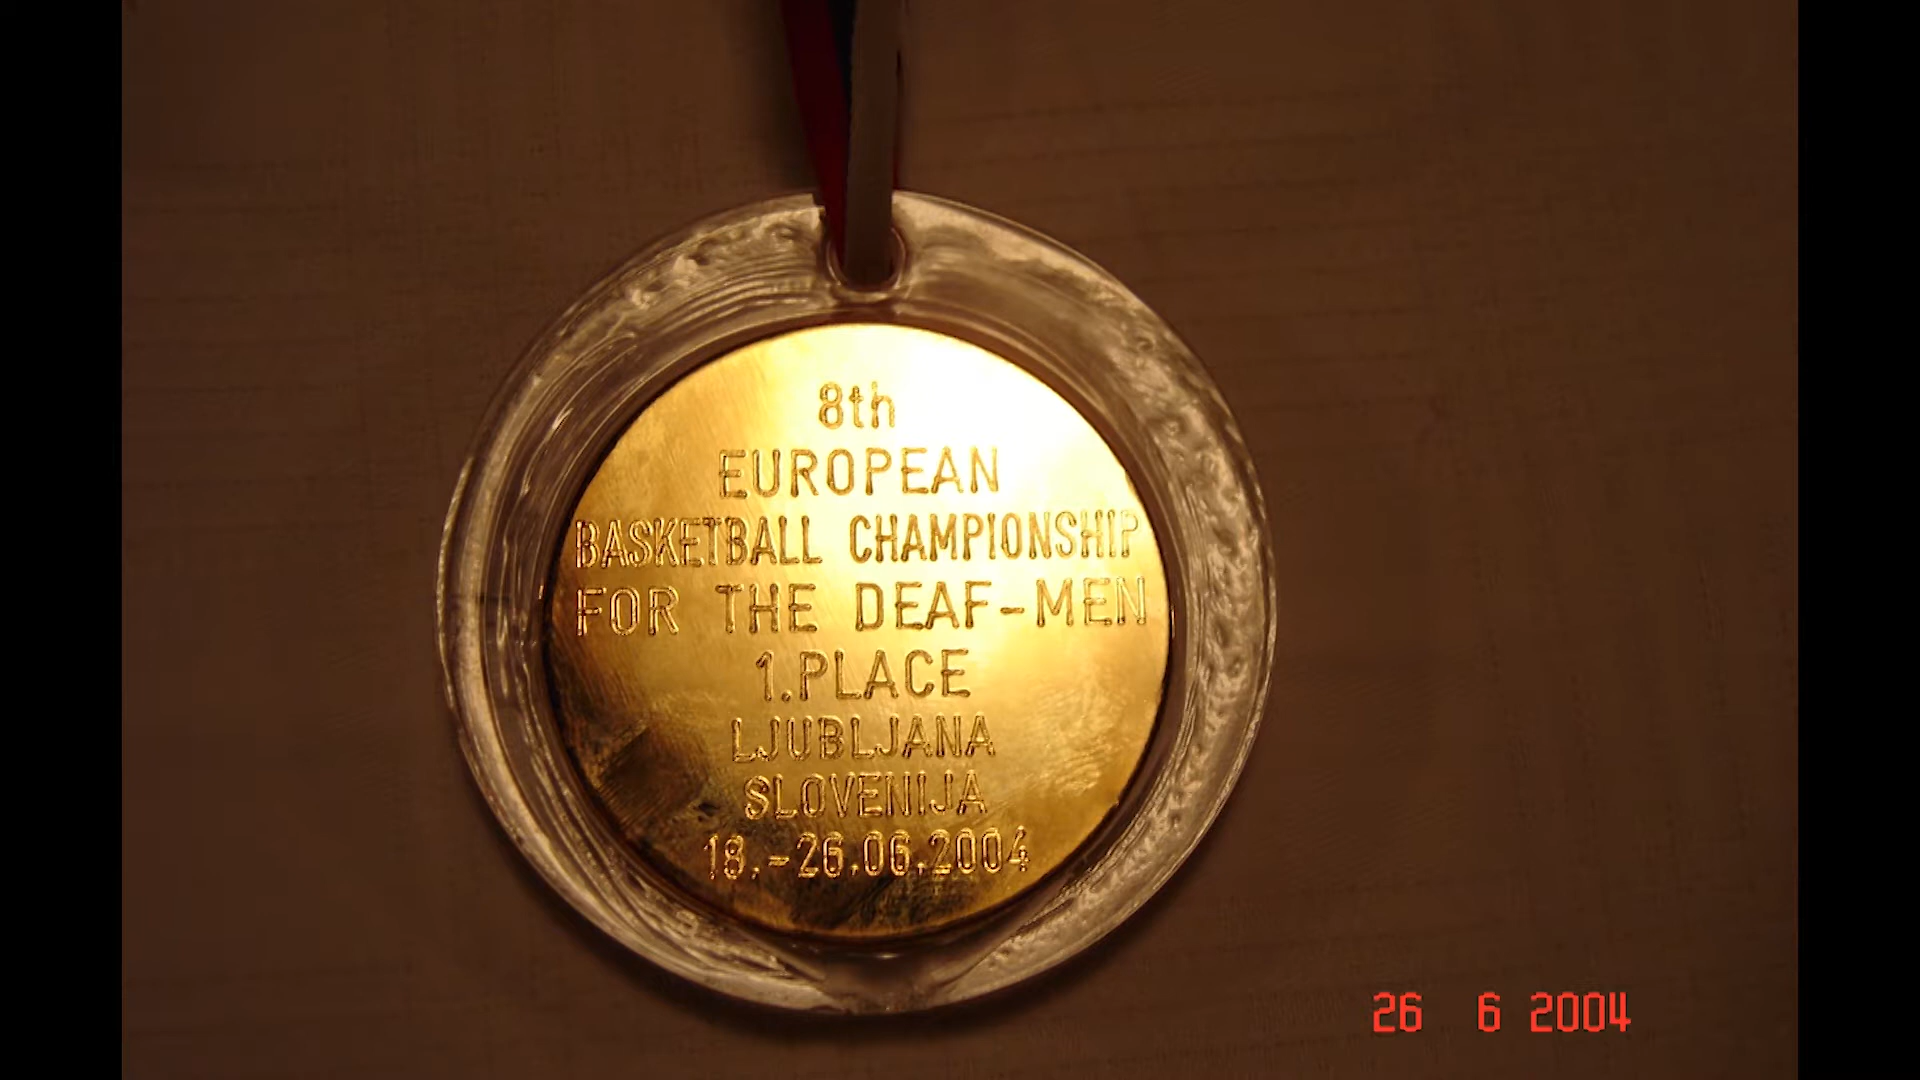 8th
EUROPEAN
BASKETBALL CHAMPIONSHIP
FOR THE DEAF-MEN
1.PLACE
LJUBLJANA
SLOVENIJA
18.-26.06.2004
26 6 2004